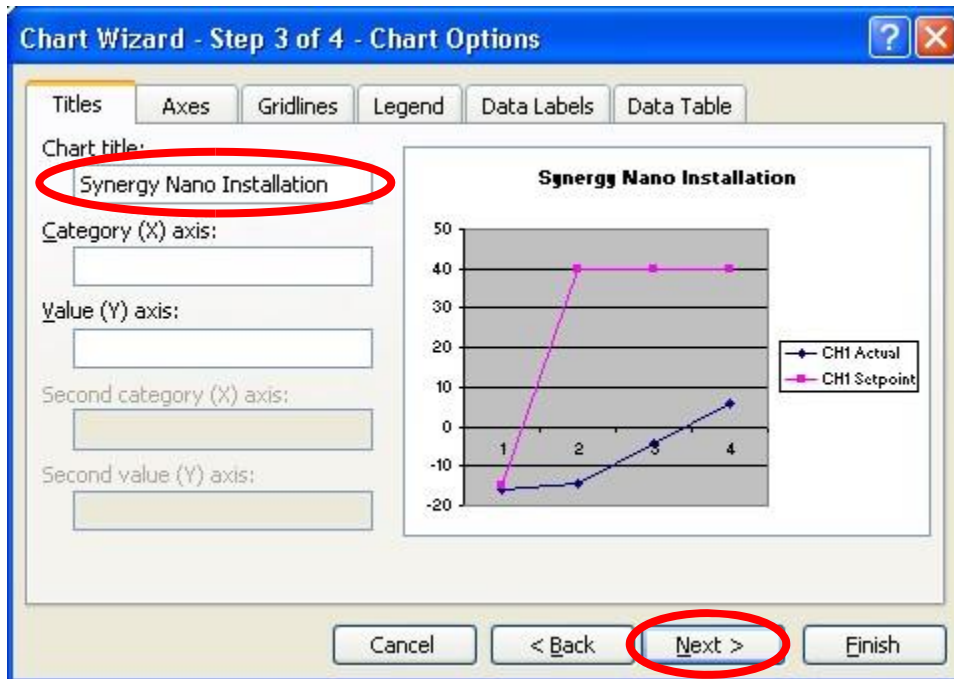 Chart Wizard - Step 3 of 4 - Chart Options
?
Titles
Axes
Gridlines
Legend
Data Labels
Data Table
Chart title:
Synergy Nano Installation
Category (X) axis:
Value (Y) axis:
Second category (X) axis:
Second value (Y) axis:
Synergy Nano Installation
50
40
30
20
10
0
-10
-20
1
2
3
4
CH1 Actual
CH1 Setpoint
Cancel
< Back
Next >
Finish